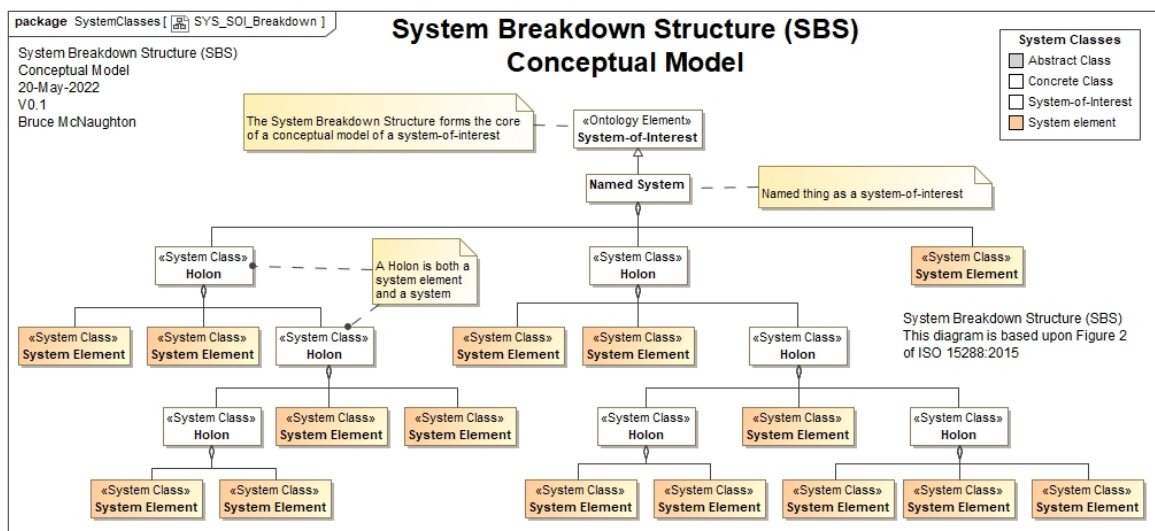 package SystemClasses [ SYS_SOI_Breakdown ]
System Breakdown Structure (SBS)
Conceptual Model
System Breakdown Structure (SBS)
Conceptual Model
20-May-2022
V0.1
Bruce McNaughton
System Classes
Abstract Class
Concrete Class
System-of-Interest
System element
The System Breakdown Structure forms the core
of a conceptual model of a system-of-interest
«Ontology Element»
System-of-Interest
Named System
Named thing as a system-of-interest
«System Class»
Holon
A Holon is both a
system element
and a system
«System Class»
Holon
«System Class»
System Element
«System Class»
System Element
«System Class»
System Element
«System Class»
Holon
«System Class»
System Element
«System Class»
System Element
«System Class»
Holon
System Breakdown Structure (SBS)
This diagram is based upon Figure 2
of ISO 15288:2015
«System Class»
Holon
«System Class»
System Element
«System Class»
System Element
«System Class»
Holon
«System Class»
System Element
«System Class»
Holon
«System Class»
System Element
«System Class»
System Element
«System Class»
System Element
«System Class»
System Element
«System Class»
System Element
«System Class»
System Element
«System Class»
System Element